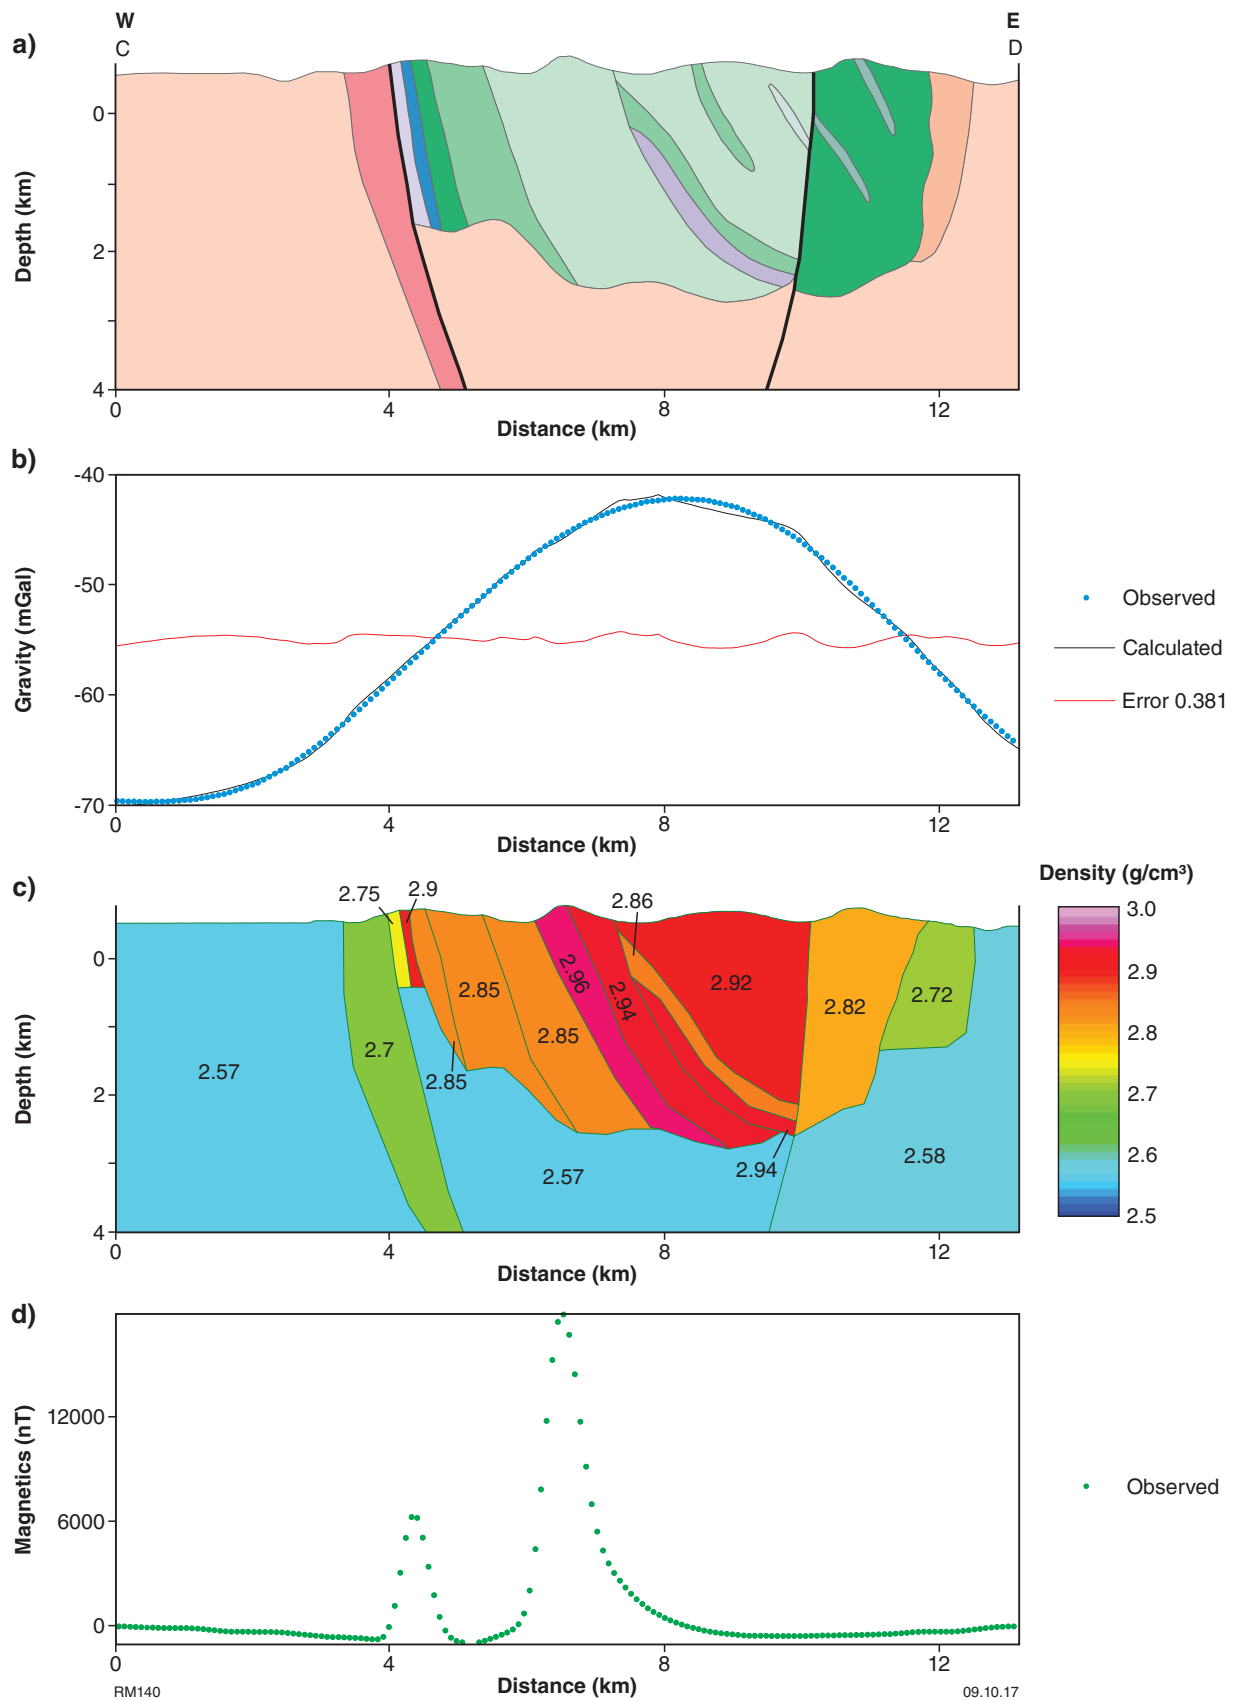 W
E
a)
C
D
0
2
4
Depth (km)
0
4
8
12
Distance (km)
b)
-40
-50
-60
-70
Gravity (mGal)
Observed
Calculated
Error 0.381
0
4
8
12
Distance (km)
c)
2.75
2.9
2.86
Density (g/cm³)
3.0
2.9
2.8
2.7
2.6
2.5
0
2
4
Depth (km)
2.57
2.7
2.85
2.85
2.85
2.96
2.94
2.92
2.82
2.72
2.57
2.94
2.58
0
4
8
12
Distance (km)
d)
12000
6000
0
Magnetics (nT)
Observed
0
4
8
12
Distance (km)
RM140
09.10.17